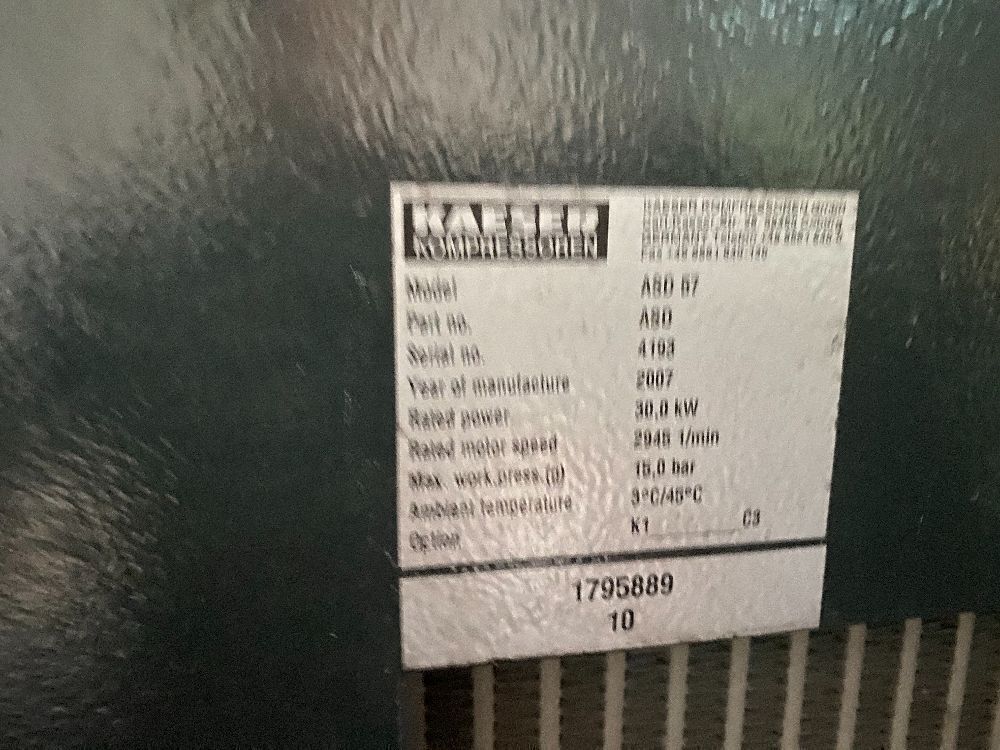 KAESER
KOMPRESSOREN
Model ASD 57
Part no. ASD
Serial no. 4193
Year of manufacture 2007
Rated power 30,0 kW
Rated motor speed 2945 1/min
Max. work.press.(g) 15,0 bar
Ambient temperature 3°C/45°C
Option K1 C3
1795889
10